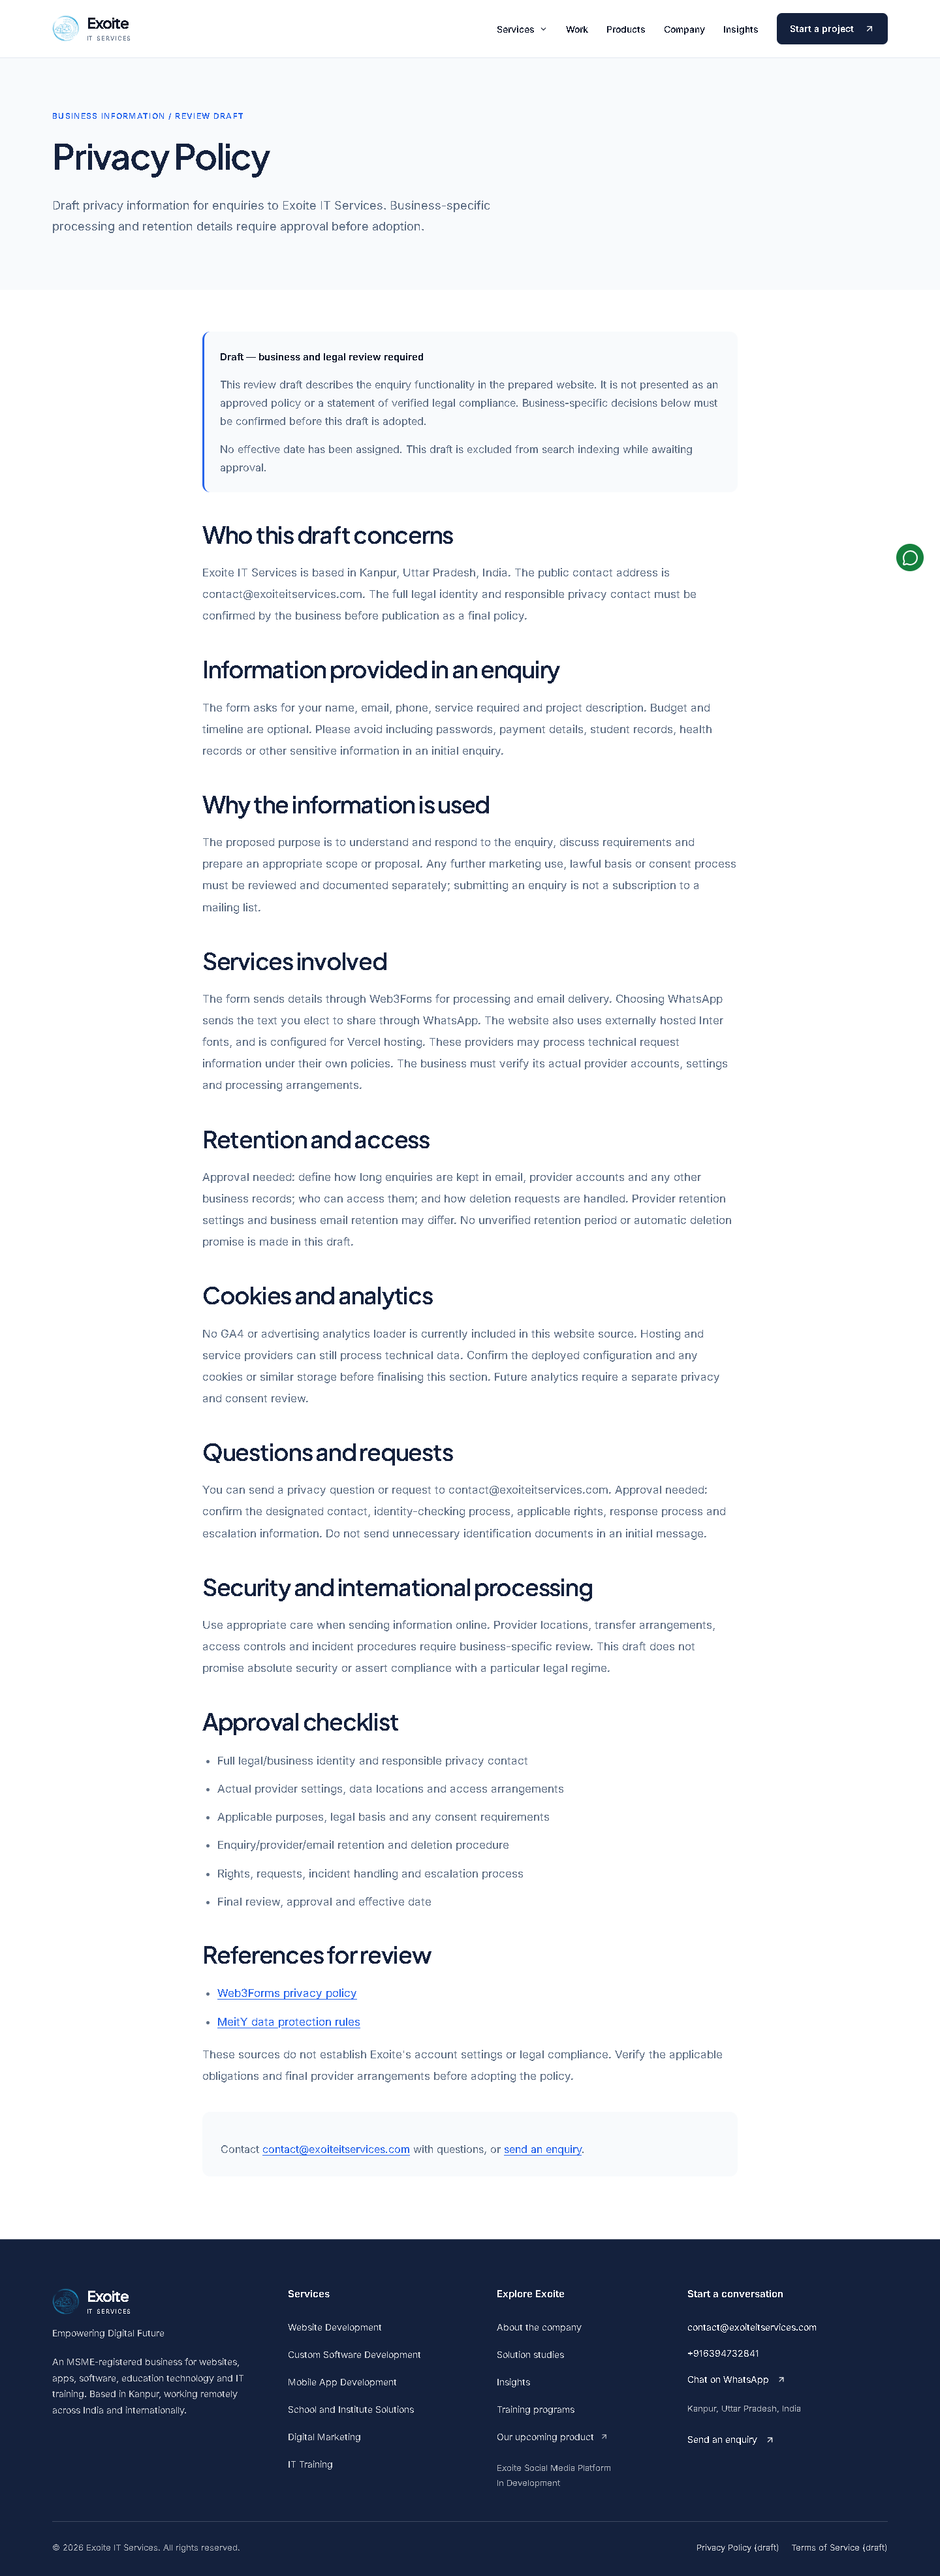 Exoite
IT SERVICES
Services
Work
Products
Company
Insights
Start a project
BUSINESS INFORMATION / REVIEW DRAFT
Privacy Policy
Draft privacy information for enquiries to Exoite IT Services. Business-specific
processing and retention details require approval before adoption.
Draft — business and legal review required
This review draft describes the enquiry functionality in the prepared website. It is not presented as an
approved policy or a statement of verified legal compliance. Business-specific decisions below must
be confirmed before this draft is adopted.
No effective date has been assigned. This draft is excluded from search indexing while awaiting
approval.
Who this draft concerns
Exoite IT Services is based in Kanpur, Uttar Pradesh, India. The public contact address is
contact@exoiteitservices.com. The full legal identity and responsible privacy contact must be
confirmed by the business before publication as a final policy.
Information provided in an enquiry
The form asks for your name, email, phone, service required and project description. Budget and
timeline are optional. Please avoid including passwords, payment details, student records, health
records or other sensitive information in an initial enquiry.
Why the information is used
The proposed purpose is to understand and respond to the enquiry, discuss requirements and
prepare an appropriate scope or proposal. Any further marketing use, lawful basis or consent process
must be reviewed and documented separately; submitting an enquiry is not a subscription to a
mailing list.
Services involved
The form sends details through Web3Forms for processing and email delivery. Choosing WhatsApp
sends the text you elect to share through WhatsApp. The website also uses externally hosted Inter
fonts, and is configured for Vercel hosting. These providers may process technical request
information under their own policies. The business must verify its actual provider accounts, settings
and processing arrangements.
Retention and access
Approval needed: define how long enquiries are kept in email, provider accounts and any other
business records; who can access them; and how deletion requests are handled. Provider retention
settings and business email retention may differ. No unverified retention period or automatic deletion
promise is made in this draft.
Cookies and analytics
No GA4 or advertising analytics loader is currently included in this website source. Hosting and
service providers can still process technical data. Confirm the deployed configuration and any
cookies or similar storage before finalising this section. Future analytics require a separate privacy
and consent review.
Questions and requests
You can send a privacy question or request to contact@exoiteitservices.com. Approval needed:
confirm the designated contact, identity-checking process, applicable rights, response process and
escalation information. Do not send unnecessary identification documents in an initial message.
Security and international processing
Use appropriate care when sending information online. Provider locations, transfer arrangements,
access controls and incident procedures require business-specific review. This draft does not
promise absolute security or assert compliance with a particular legal regime.
Approval checklist
• Full legal/business identity and responsible privacy contact
• Actual provider settings, data locations and access arrangements
• Applicable purposes, legal basis and any consent requirements
• Enquiry/provider/email retention and deletion procedure
• Rights, requests, incident handling and escalation process
• Final review, approval and effective date
References for review
• Web3Forms privacy policy
• MeitY data protection rules
These sources do not establish Exoite's account settings or legal compliance. Verify the applicable
obligations and final provider arrangements before adopting the policy.
Contact contact@exoiteitservices.com with questions, or send an enquiry.
Exoite
IT SERVICES
Empowering Digital Future
An MSME-registered business for websites,
apps, software, education technology and IT
training. Based in Kanpur, working remotely
across India and internationally.
Services
Website Development
Custom Software Development
Mobile App Development
School and Institute Solutions
Digital Marketing
IT Training
Explore Exoite
About the company
Solution studies
Insights
Training programs
Our upcoming product
Exoite Social Media Platform
In Development
Start a conversation
contact@exoiteitservices.com
+916394732841
Chat on WhatsApp
Kanpur, Uttar Pradesh, India
Send an enquiry
© 2026 Exoite IT Services. All rights reserved.
Privacy Policy (draft)
Terms of Service (draft)